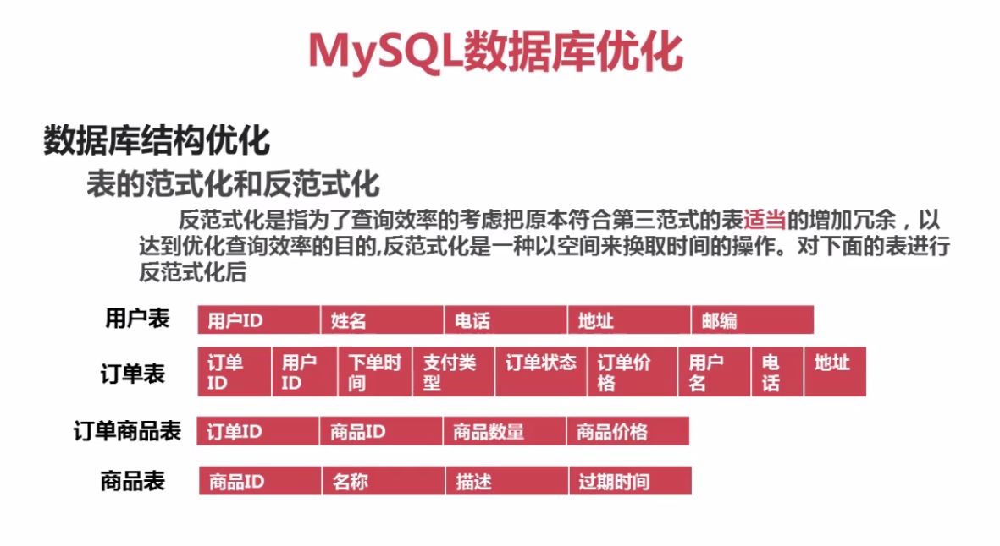 MySQL数据库优化
数据库结构优化
表的范式化和反范式化
反范式化是指为了查询效率的考虑把原本符合第三范式的表适当的增加冗余，以
达到优化查询效率的目的,反范式化是一种以空间来换取时间的操作。对下面的表进行
反范式化后
用户表 用户ID 姓名 电话 地址 邮编
订单表 订单ID 用户ID 下单时间 支付类型 订单状态 订单价格 用户名 电话 地址
订单商品表 订单ID 商品ID 商品数量 商品价格
商品表 商品ID 名称 描述 过期时间